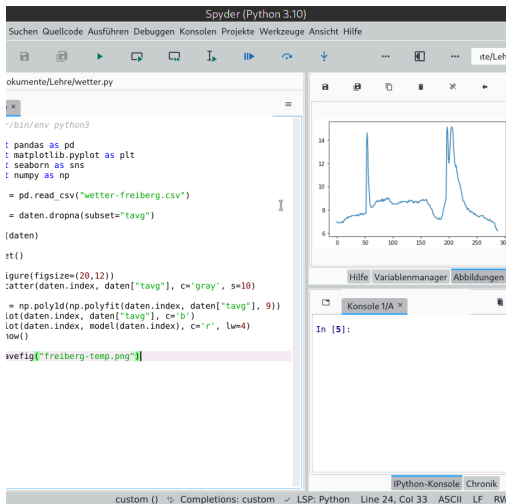 Spyder (Python 3.10)
Suchen Quellcode Ausführen Debuggen Konsolen Projekte Werkzeuge Ansicht Hilfe
ite/Leh
okumente/Lehre/wetter.py
r/bin/env python3
t pandas as pd
t matplotlib.pyplot as plt
t seaborn as sns
t numpy as np
= pd.read_csv("wetter-freiberg.csv")
= daten.dropna(subset="tavg")
(daten)
et()
igure(figsize=(20,12))
catter(daten.index, daten["tavg"], c='gray', s=10)
= np.poly1d(np.polyfit(daten.index, daten["tavg"], 9))
lot(daten.index, daten["tavg"], c='b')
lot(daten.index, model(daten.index), c='r', lw=4)
how()
avefig("freiberg-temp.png")
14
12
10
8
6
0 50 100 150 200 250 30
Hilfe Variablenmanager Abbildungen
Konsole 1/A
In [5]:
IPython-Konsole Chronik
custom () Completions: custom LSP: Python Line 24, Col 33 ASCII LF RW